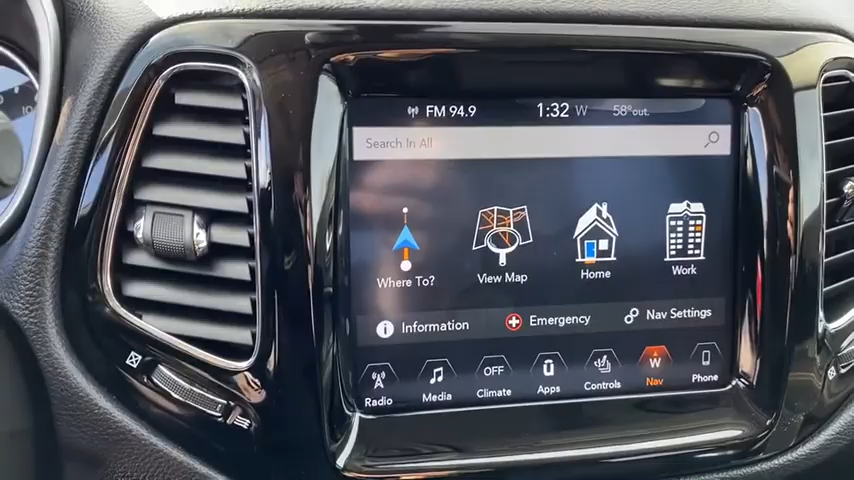 FM 94.9 1:32 W 58° out.
Search In All
Where To? View Map Home Work
i Information Emergency Nav Settings
OFF W
Radio Media Climate Apps Controls Nav Phone